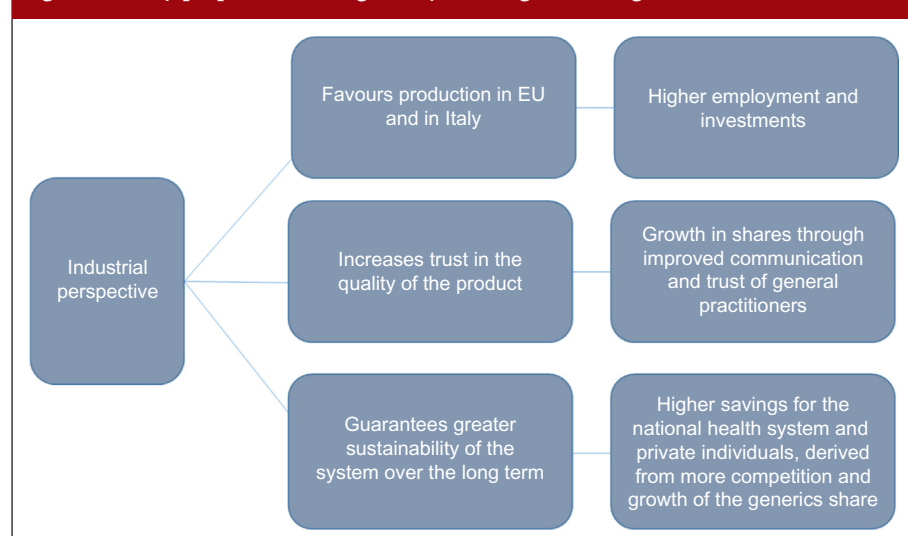 Favours production in EU
and in Italy
Higher employment and
investments
Industrial
perspective
Increases trust in the
quality of the product
Growth in shares through
improved communication
and trust of general
practitioners
Guarantees greater
sustainability of the
system over the long term
Higher savings for the
national health system and
private individuals, derived
from more competition and
growth of the generics share